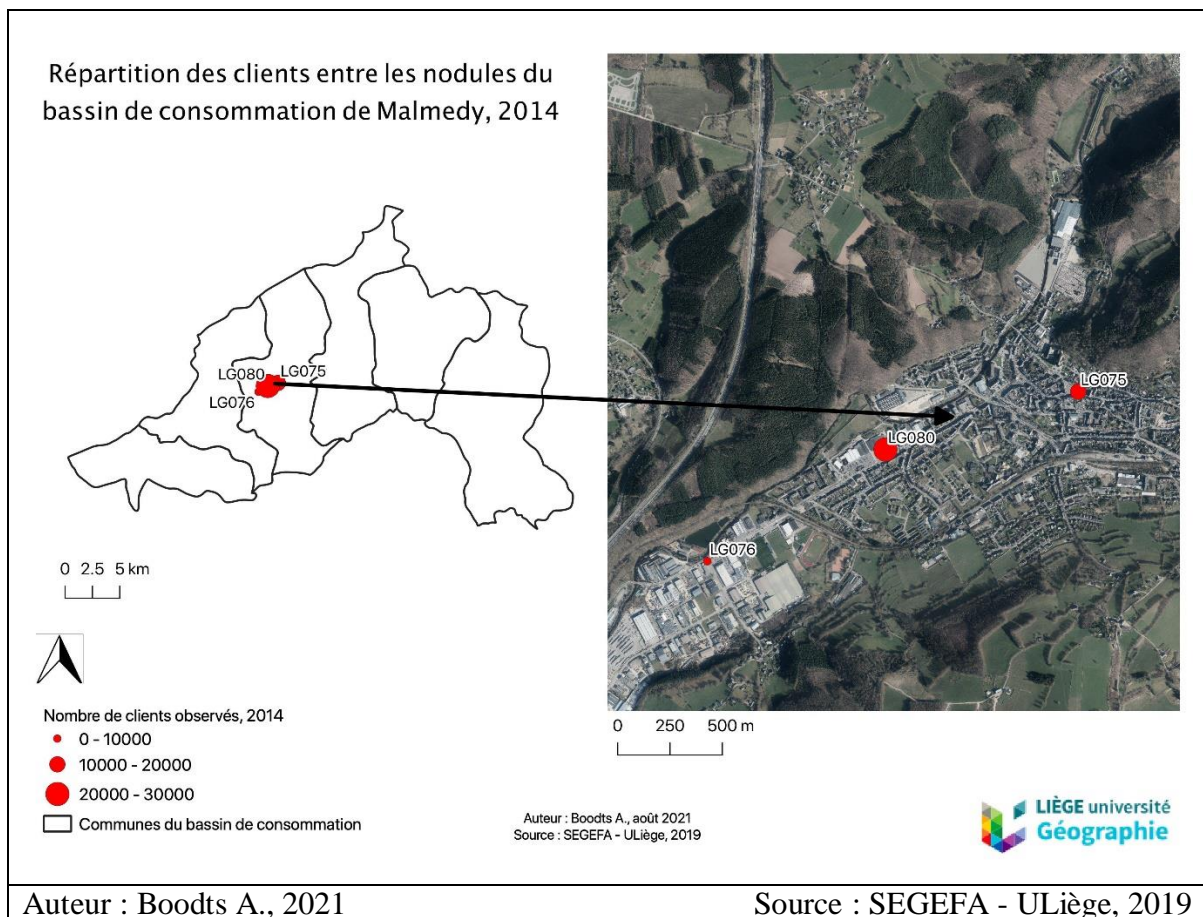 Répartition des clients entre les nodules du
bassin de consommation de Malmedy, 2014
LG080
LG075
LG076
0 2.5 5 km
Nombre de clients observés, 2014
0 - 10000
10000 - 20000
20000 - 30000
Communes du bassin de consommation
LG075
LG080
LG076
0 250 500 m
Auteur : Boodts A., août 2021
Source : SEGEFA - ULiège, 2019
LIÈGE université
Géographie
Auteur : Boodts A., 2021 Source : SEGEFA - ULiège, 2019